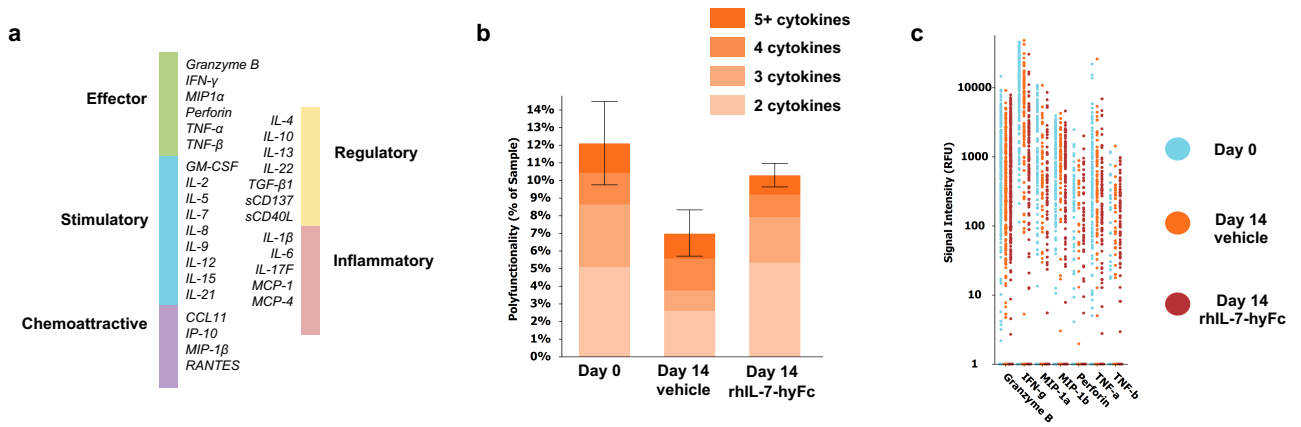 a
Effector
Granzyme B
IFN-γ
MIP1α
Perforin
TNF-α
TNF-β
Stimulatory
GM-CSF
IL-2
IL-5
IL-7
IL-8
IL-9
IL-12
IL-15
IL-21
Chemoattractive
CCL11
IP-10
MIP-1β
RANTES
IL-4
IL-10
IL-13
IL-22
TGF-β1
sCD137
sCD40L
Regulatory
IL-1β
IL-6
IL-17F
MCP-1
MCP-4
Inflammatory
b
5+ cytokines
4 cytokines
3 cytokines
2 cytokines
Polyfunctionality (% of Sample)
14%
13%
12%
11%
10%
9%
8%
7%
6%
5%
4%
3%
2%
1%
0%
Day 0
Day 14
vehicle
Day 14
rhIL-7-hyFc
c
Signal Intensity (RFU)
10000
1000
100
10
1
Granzyme B
IFN-g
MIP-1a
MIP-1b
Perforin
TNF-a
TNF-b
Day 0
Day 14
vehicle
Day 14
rhIL-7-hyFc